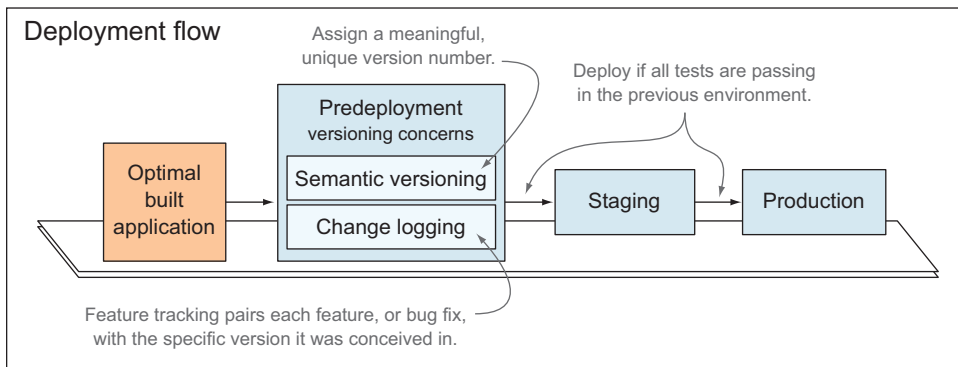 Deployment flow
Assign a meaningful,
unique version number.
Deploy if all tests are passing
in the previous environment.
Predeployment
versioning concerns
Semantic versioning
Change logging
Optimal
built
application
Staging
Production
Feature tracking pairs each feature, or bug fix,
with the specific version it was conceived in.